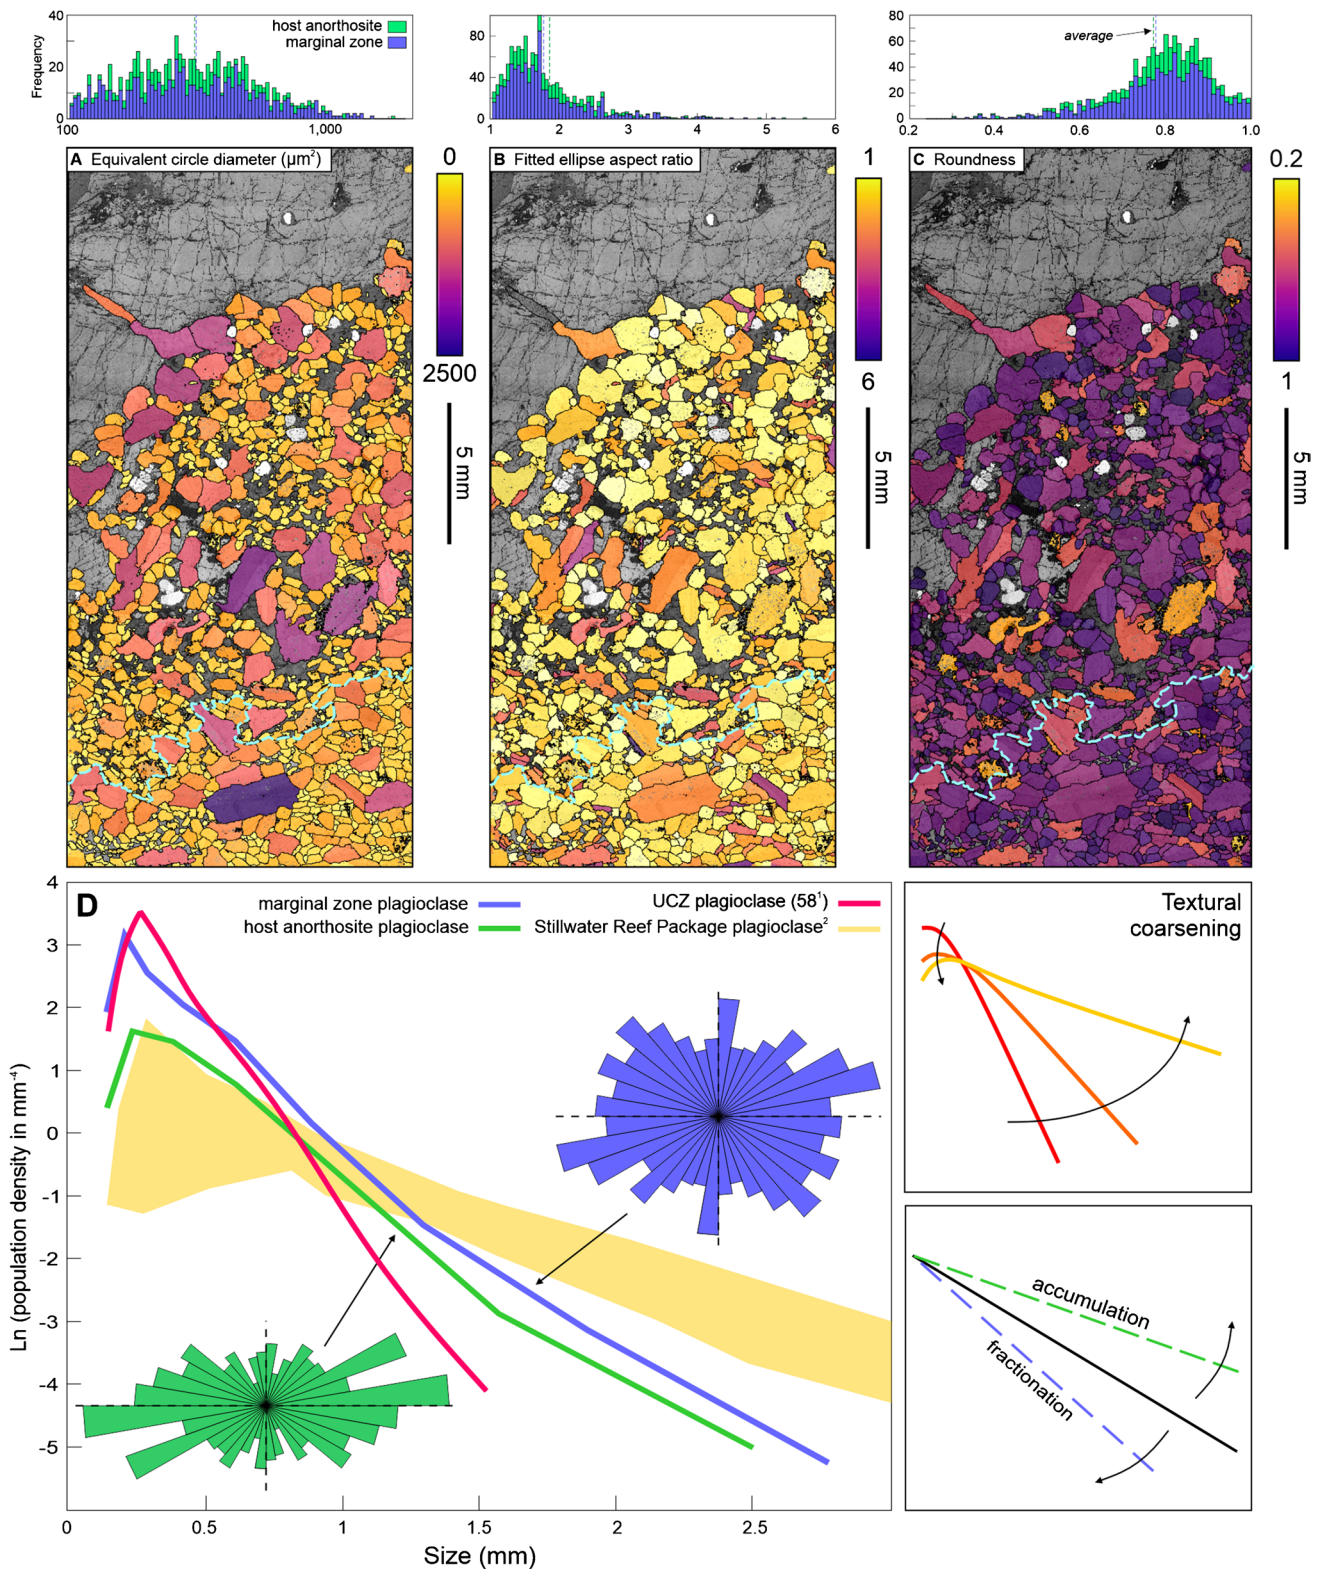 40
20
0
Frequency
host anorthosite
marginal zone
100
1,000
80
40
0
1
2
3
4
5
6
80
60
40
20
0
average
0.2
0.4
0.6
0.8
1.0
A Equivalent circle diameter (µm²)
0
2500
5 mm
B Fitted ellipse aspect ratio
1
6
5 mm
C Roundness
0.2
1
5 mm
D
marginal zone plagioclase
host anorthosite plagioclase
UCZ plagioclase (58¹)
Stillwater Reef Package plagioclase²
4
3
2
1
0
-1
-2
-3
-4
-5
Ln (population density in mm⁻⁴)
0
0.5
1
1.5
2
2.5
Size (mm)
Textural
coarsening
accumulation
fractionation